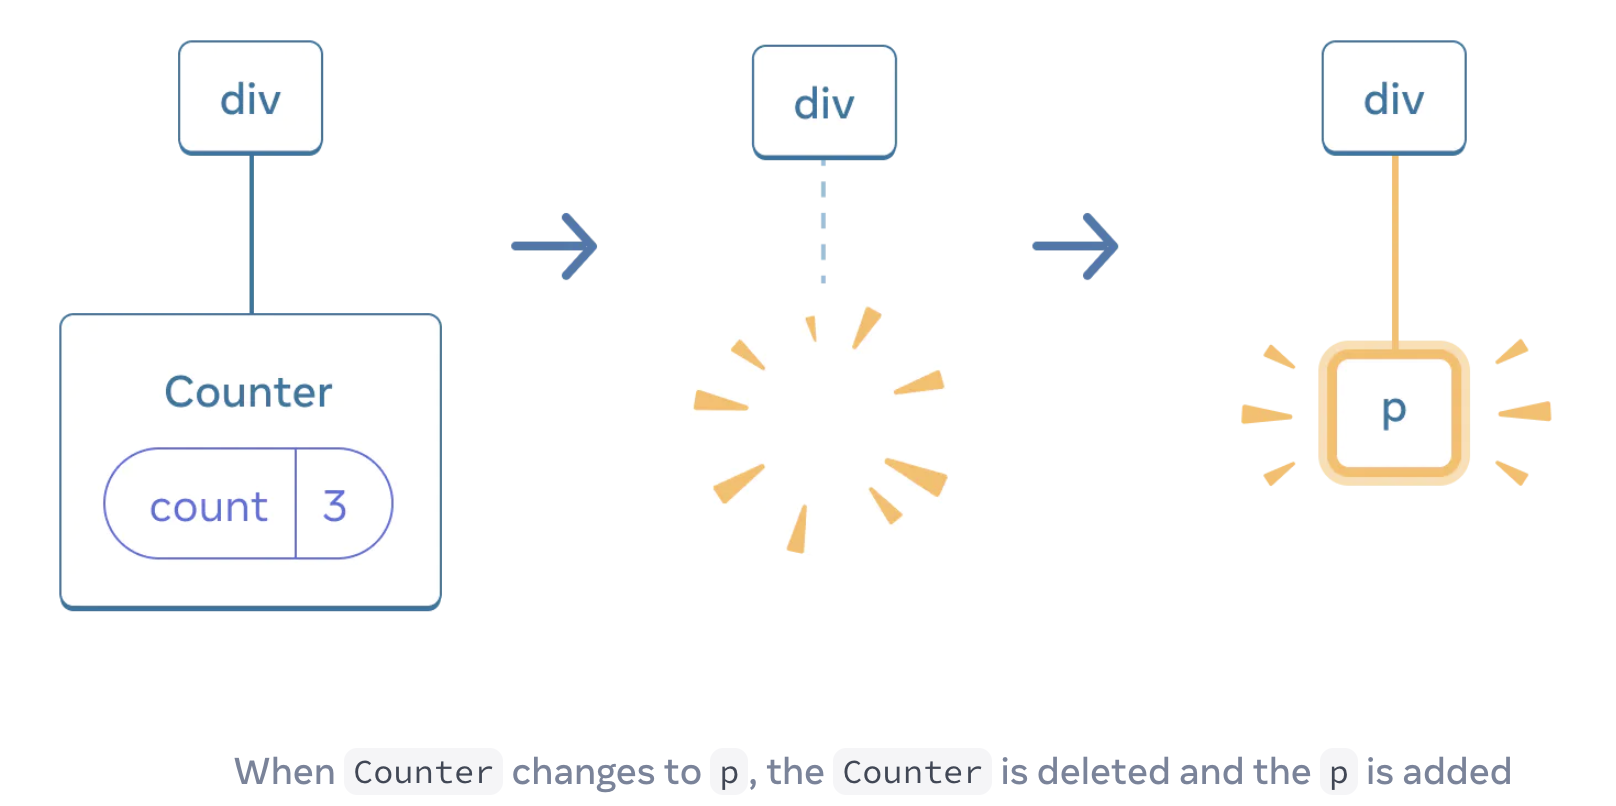 div
div
div
Counter
count 3
p
When Counter changes to p, the Counter is deleted and the p is added